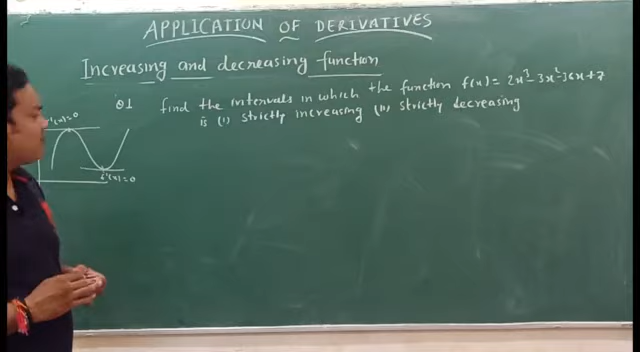 APPLICATION OF DERIVATIVES
Increasing and decreasing function
Q1 find the intervals in which the function f(x) = 2x³-3x²-36x+7
is (i) strictly increasing (ii) strictly decreasing
f'(x)=0
f'(x)=0